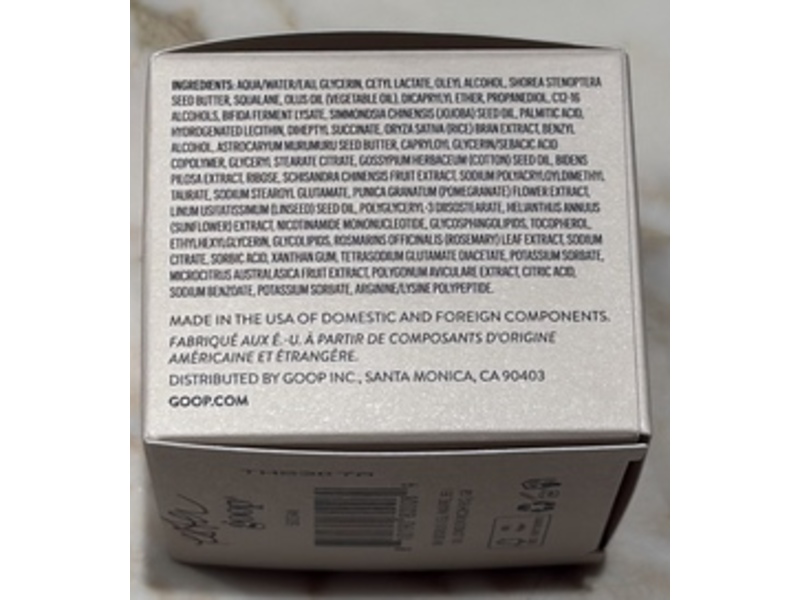 INGREDIENTS: AQUA/WATER/EAU, GLYCERIN, CETYL LACTATE, OLEYL ALCOHOL, SHOREA STENOPTERA
SEED BUTTER, SQUALANE, OLUS OIL (VEGETABLE OIL), DICAPRYLYL ETHER, PROPANEDIOL, C12-16
ALCOHOLS, BIFIDA FERMENT LYSATE, SIMMONDSIA CHINENSIS (JOJOBA) SEED OIL, PALMITIC ACID,
HYDROGENATED LECITHIN, DIHEPTYL SUCCINATE, ORYZA SATIVA (RICE) BRAN EXTRACT, BENZYL
ALCOHOL, ASTROCARYUM MURUMURU SEED BUTTER, CAPRYLOYL GLYCERIN/SEBACIC ACID
COPOLYMER, GLYCERYL STEARATE CITRATE, GOSSYPIUM HERBACEUM (COTTON) SEED OIL, BIDENS
PILOSA EXTRACT, RIBOSE, SCHISANDRA CHINENSIS FRUIT EXTRACT, SODIUM POLYACRYLOYLDIMETHYL
TAURATE, SODIUM STEAROYL GLUTAMATE, PUNICA GRANATUM (POMEGRANATE) FLOWER EXTRACT,
LINUM USITATISSIMUM (LINSEED) SEED OIL, POLYGLYCERYL-3 DIISOSTEARATE, HELIANTHUS ANNUUS
(SUNFLOWER) EXTRACT, NICOTINAMIDE MONONUCLEOTIDE, GLYCOSPHINGOLIPIDS, TOCOPHEROL,
ETHYLHEXYLGLYCERIN, GLYCOLIPIDS, ROSMARINUS OFFICINALIS (ROSEMARY) LEAF EXTRACT, SODIUM
CITRATE, SORBIC ACID, XANTHAN GUM, TETRASODIUM GLUTAMATE DIACETATE, POTASSIUM SORBATE,
MICROCITRUS AUSTRALASICA FRUIT EXTRACT, POLYGONUM AVICULARE EXTRACT, CITRIC ACID,
SODIUM BENZOATE, POTASSIUM SORBATE, ARGININE/LYSINE POLYPEPTIDE.
MADE IN THE USA OF DOMESTIC AND FOREIGN COMPONENTS.
FABRIQUÉ AUX É.-U. À PARTIR DE COMPOSANTS D'ORIGINE
AMÉRICAINE ET ÉTRANGÈRE.
DISTRIBUTED BY GOOP INC., SANTA MONICA, CA 90403
GOOP.COM
goop